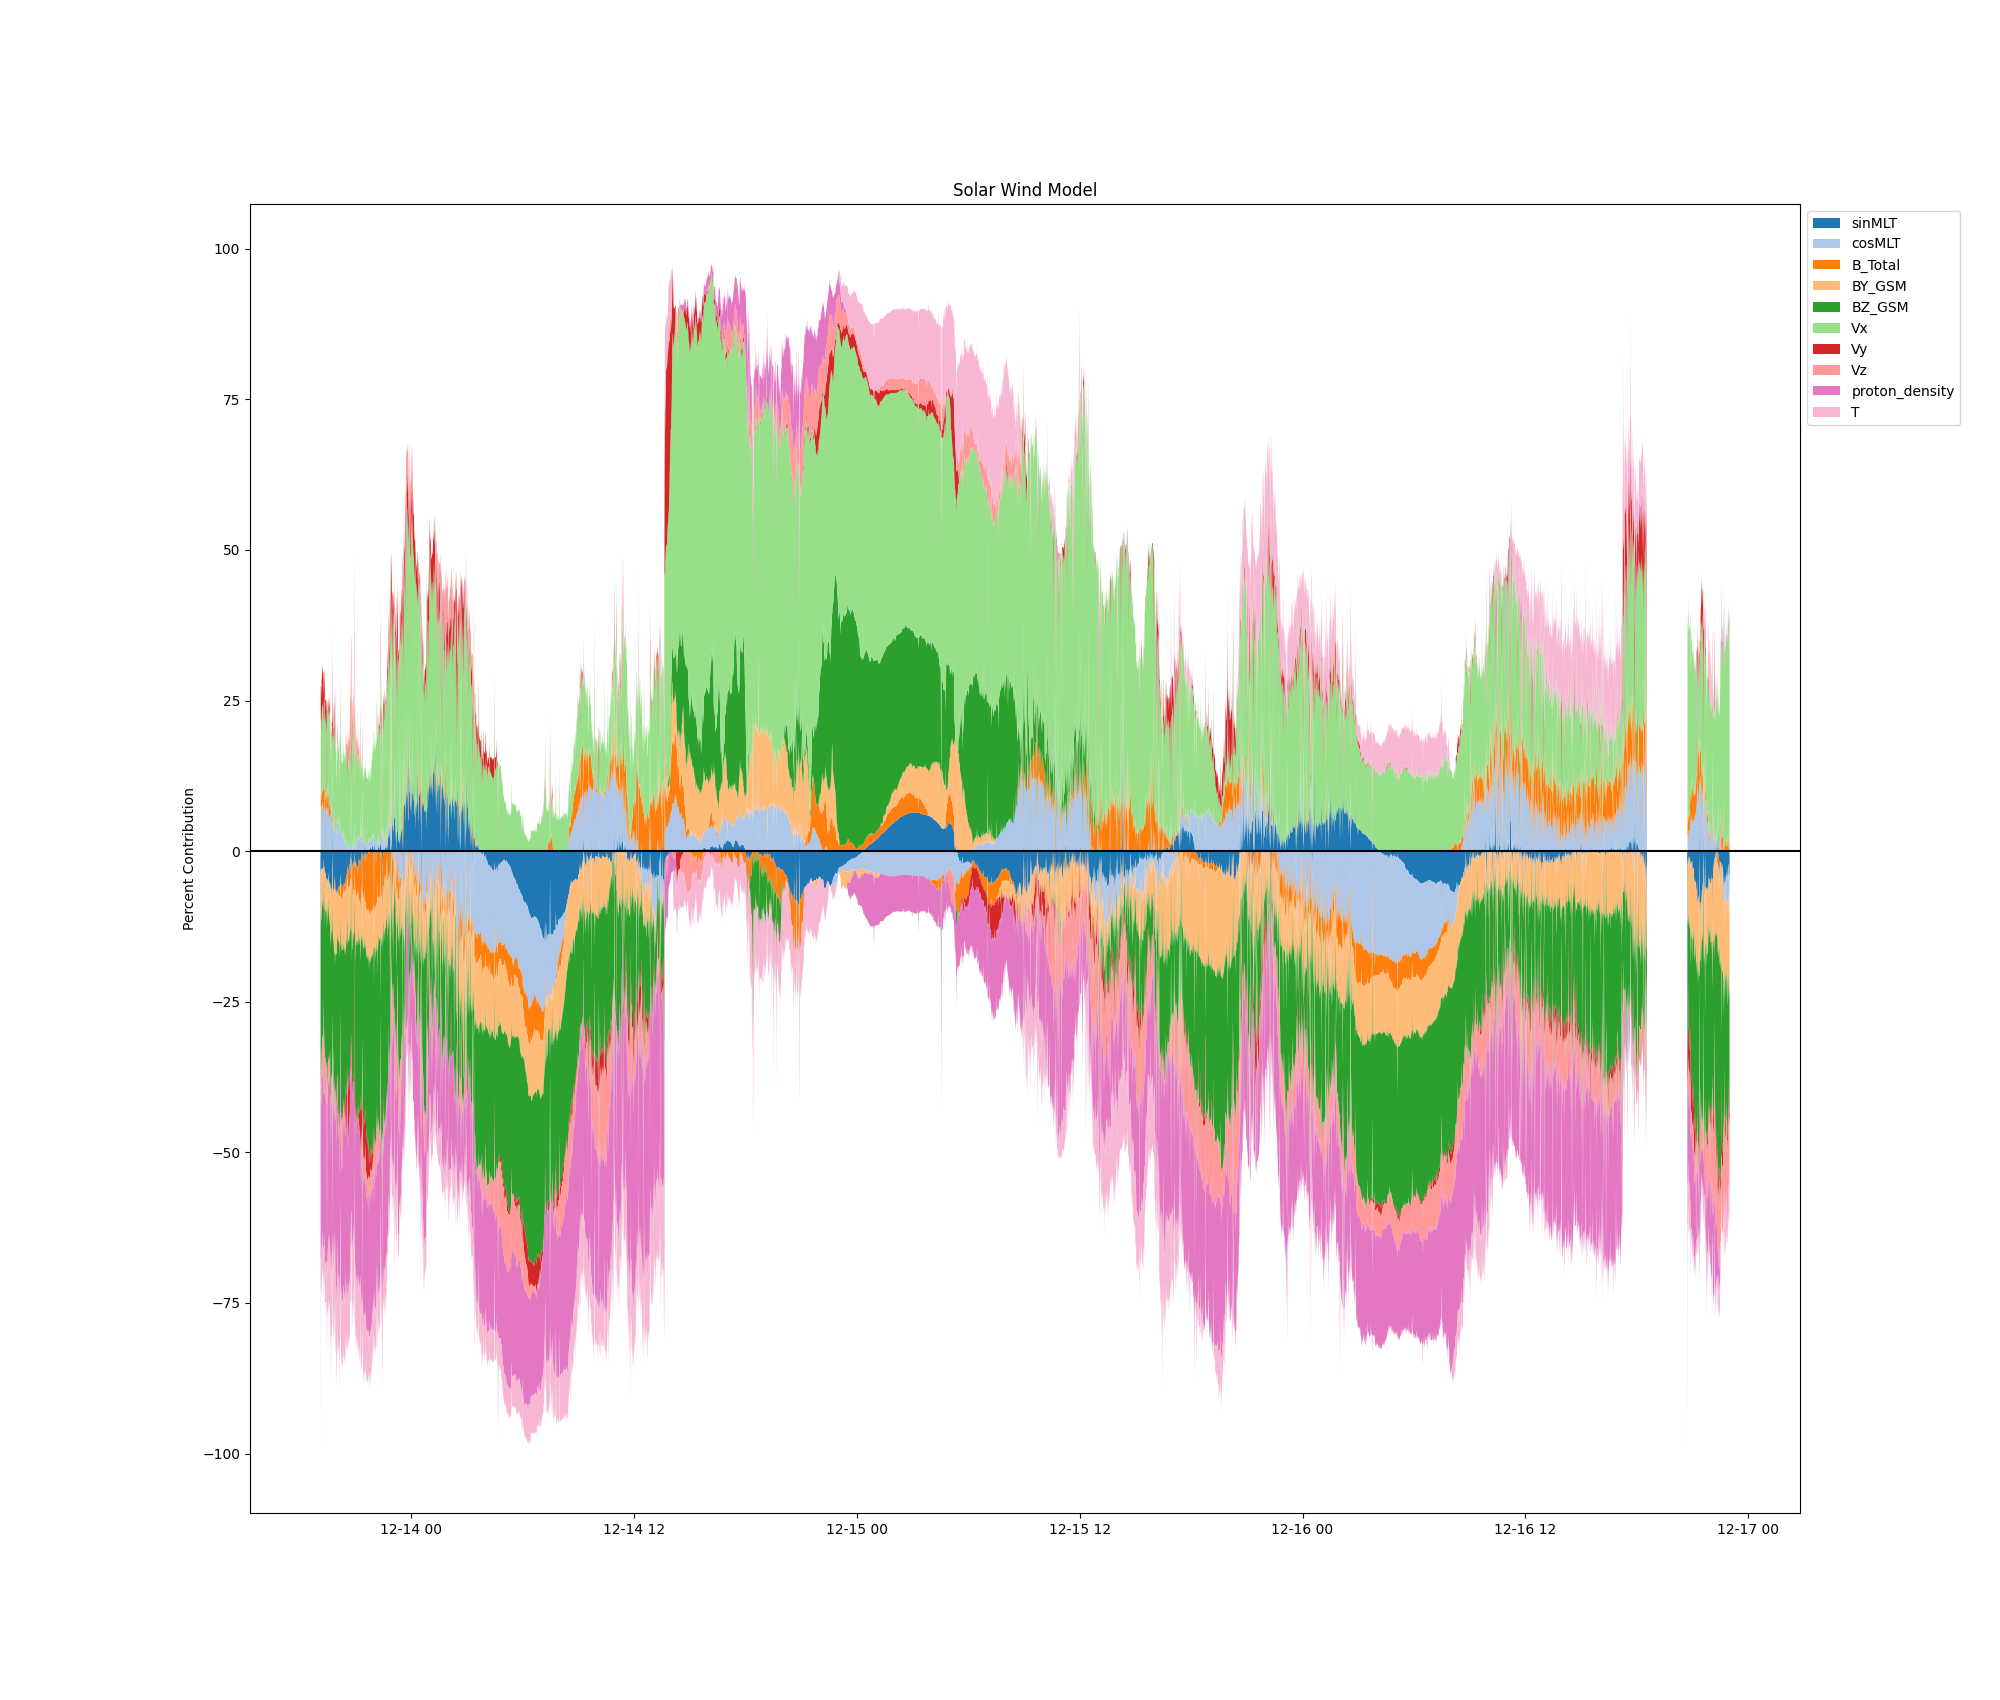 Solar Wind Model
sinMLT
cosMLT
B_Total
BY_GSM
BZ_GSM
Vx
Vy
Vz
proton_density
T
Percent Contribution
100
75
50
25
0
−25
−50
−75
−100
12-14 00
12-14 12
12-15 00
12-15 12
12-16 00
12-16 12
12-17 00